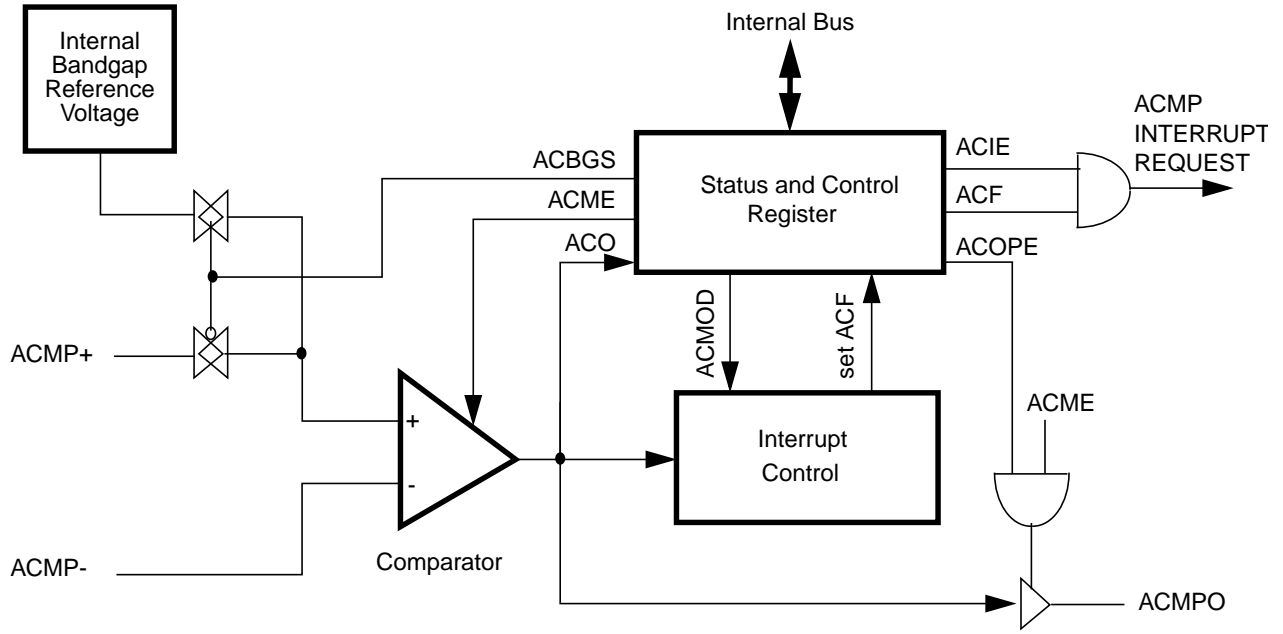 Internal
Bandgap
Reference
Voltage
Internal Bus
ACMP
INTERRUPT
REQUEST
ACBGS
ACME
ACO
Status and Control
Register
ACIE
ACF
ACOPE
ACMOD
set ACF
ACMP+
ACME
+
-
Interrupt
Control
Comparator
ACMP-
ACMPO